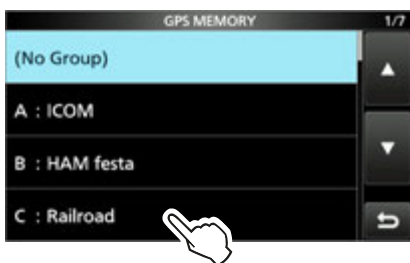 GPS MEMORY 1/7
(No Group)
A : ICOM
B : HAM festa
C : Railroad